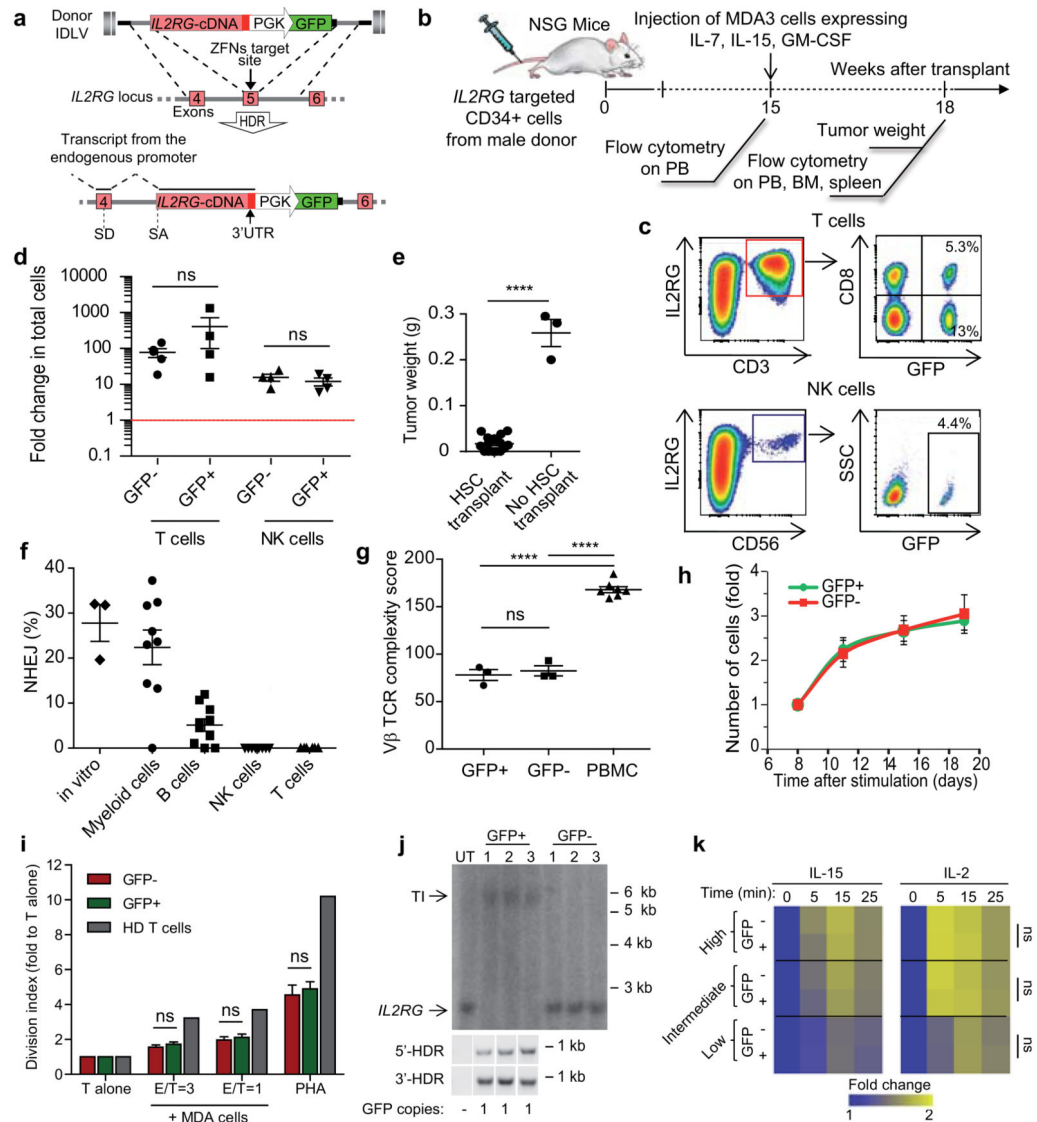 a
Donor
IDLV
IL2RG-cDNA
PGK
GFP
ZFNs target
site
IL2RG locus
4
5
6
Exons
HDR
Transcript from the
endogenous promoter
4
IL2RG-cDNA
PGK
GFP
6
SD
SA
3'UTR
b
NSG Mice
Injection of MDA3 cells expressing
IL-7, IL-15, GM-CSF
Weeks after transplant
IL2RG targeted
CD34+ cells
from male donor
0
15
18
Flow cytometry
on PB
Tumor weight
Flow cytometry
on PB, BM, spleen
c
T cells
IL2RG
CD3
CD8
5.3%
13%
GFP
NK cells
IL2RG
CD56
SSC
4.4%
GFP
d
Fold change in total cells
10000
1000
100
10
1
0.1
ns
ns
GFP-
GFP+
GFP-
GFP+
T cells
NK cells
e
Tumor weight (g)
0.3
0.2
0.1
0
****
HSC
transplant
No HSC
transplant
f
NHEJ (%)
40
30
20
10
0
in vitro
Myeloid cells
B cells
NK cells
T cells
g
Vβ TCR complexity score
200
150
100
50
0
****
****
ns
GFP+
GFP-
PBMC
h
Number of cells (fold)
4
3
2
1
0
GFP+
GFP-
6
8
10
12
14
16
18
20
Time after stimulation (days)
i
Division index (fold to T alone)
12
10
8
6
4
2
0
GFP-
GFP+
HD T cells
ns
ns
ns
T alone
E/T=3
E/T=1
PHA
+ MDA cells
j
GFP+
GFP-
UT
1
2
3
1
2
3
TI
IL2RG
6 kb
5 kb
4 kb
3 kb
5'-HDR
1 kb
3'-HDR
1 kb
GFP copies:
-
1
1
1
k
IL-15
IL-2
Time (min):
0
5
15
25
0
5
15
25
High
GFP
-
+
ns
Intermediate
GFP
-
+
ns
Low
GFP
-
+
ns
Fold change
1
2